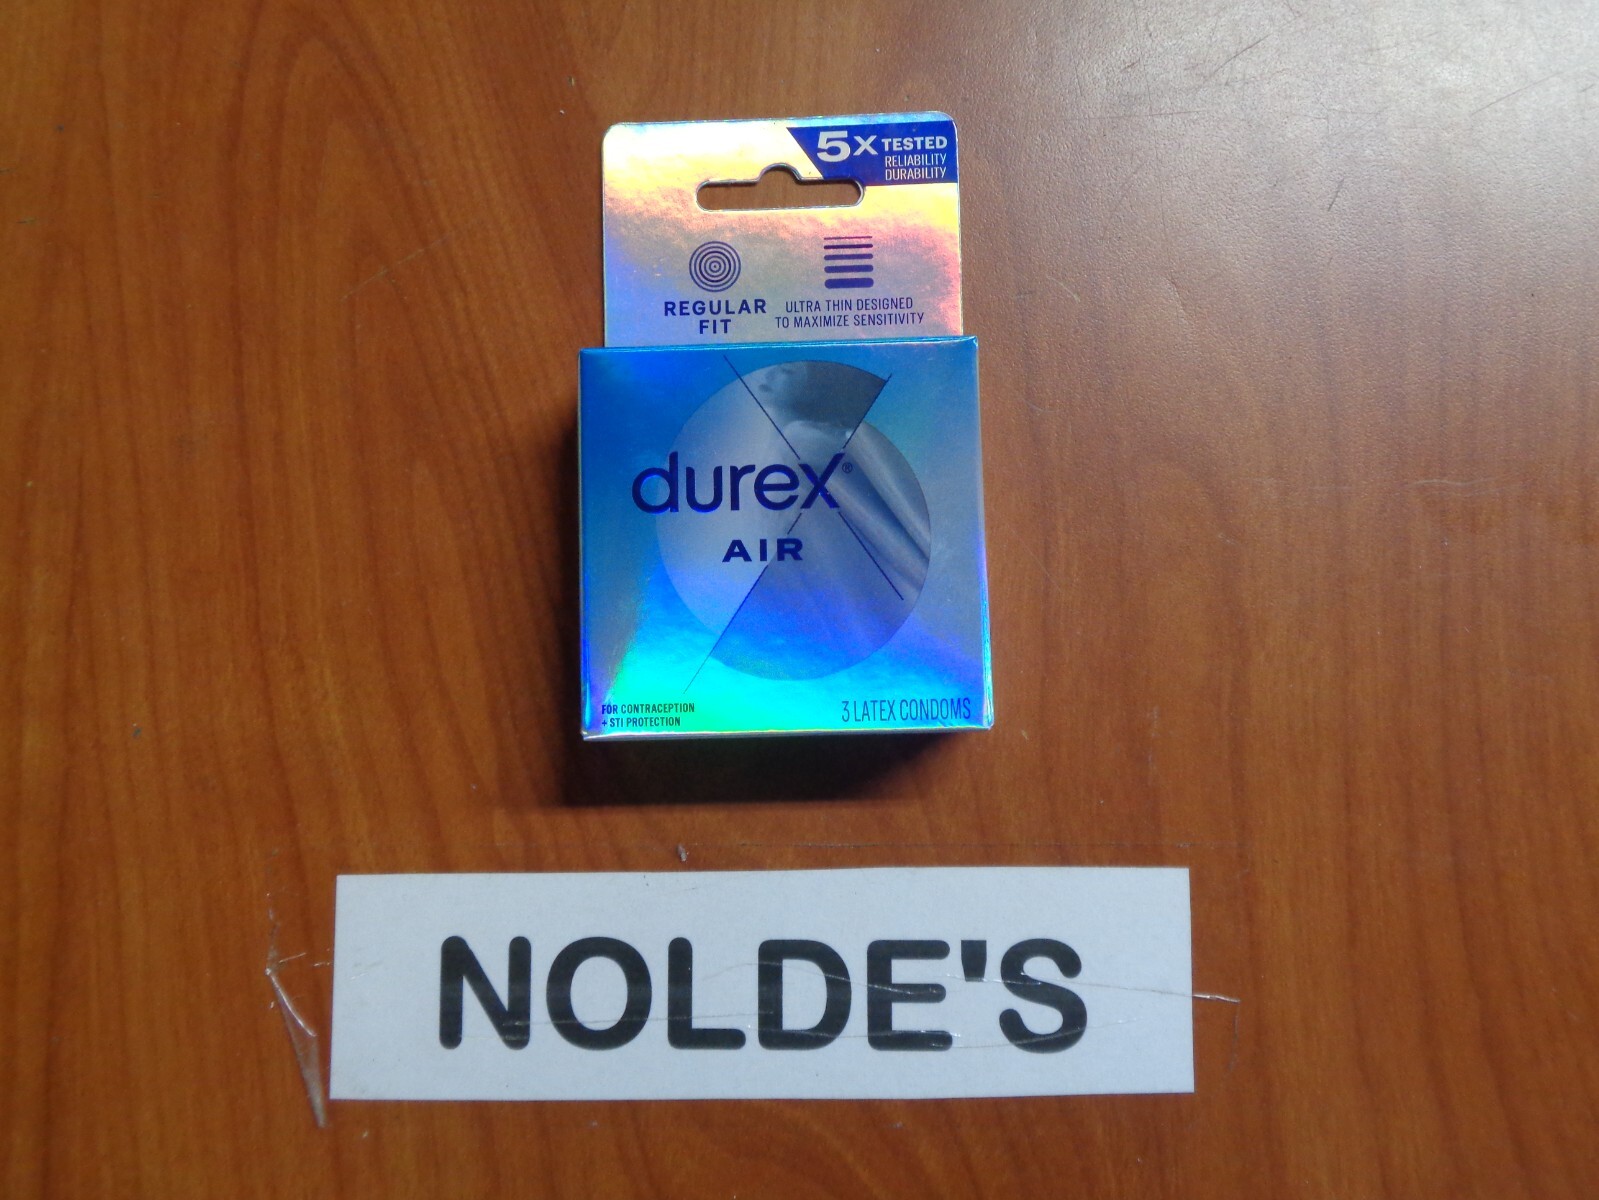 5X TESTED
RELIABILITY
DURABILITY
REGULAR
FIT
ULTRA THIN DESIGNED
TO MAXIMIZE SENSITIVITY
durex®
AIR
FOR CONTRACEPTION
+ STI PROTECTION
3 LATEX CONDOMS
NOLDE'S